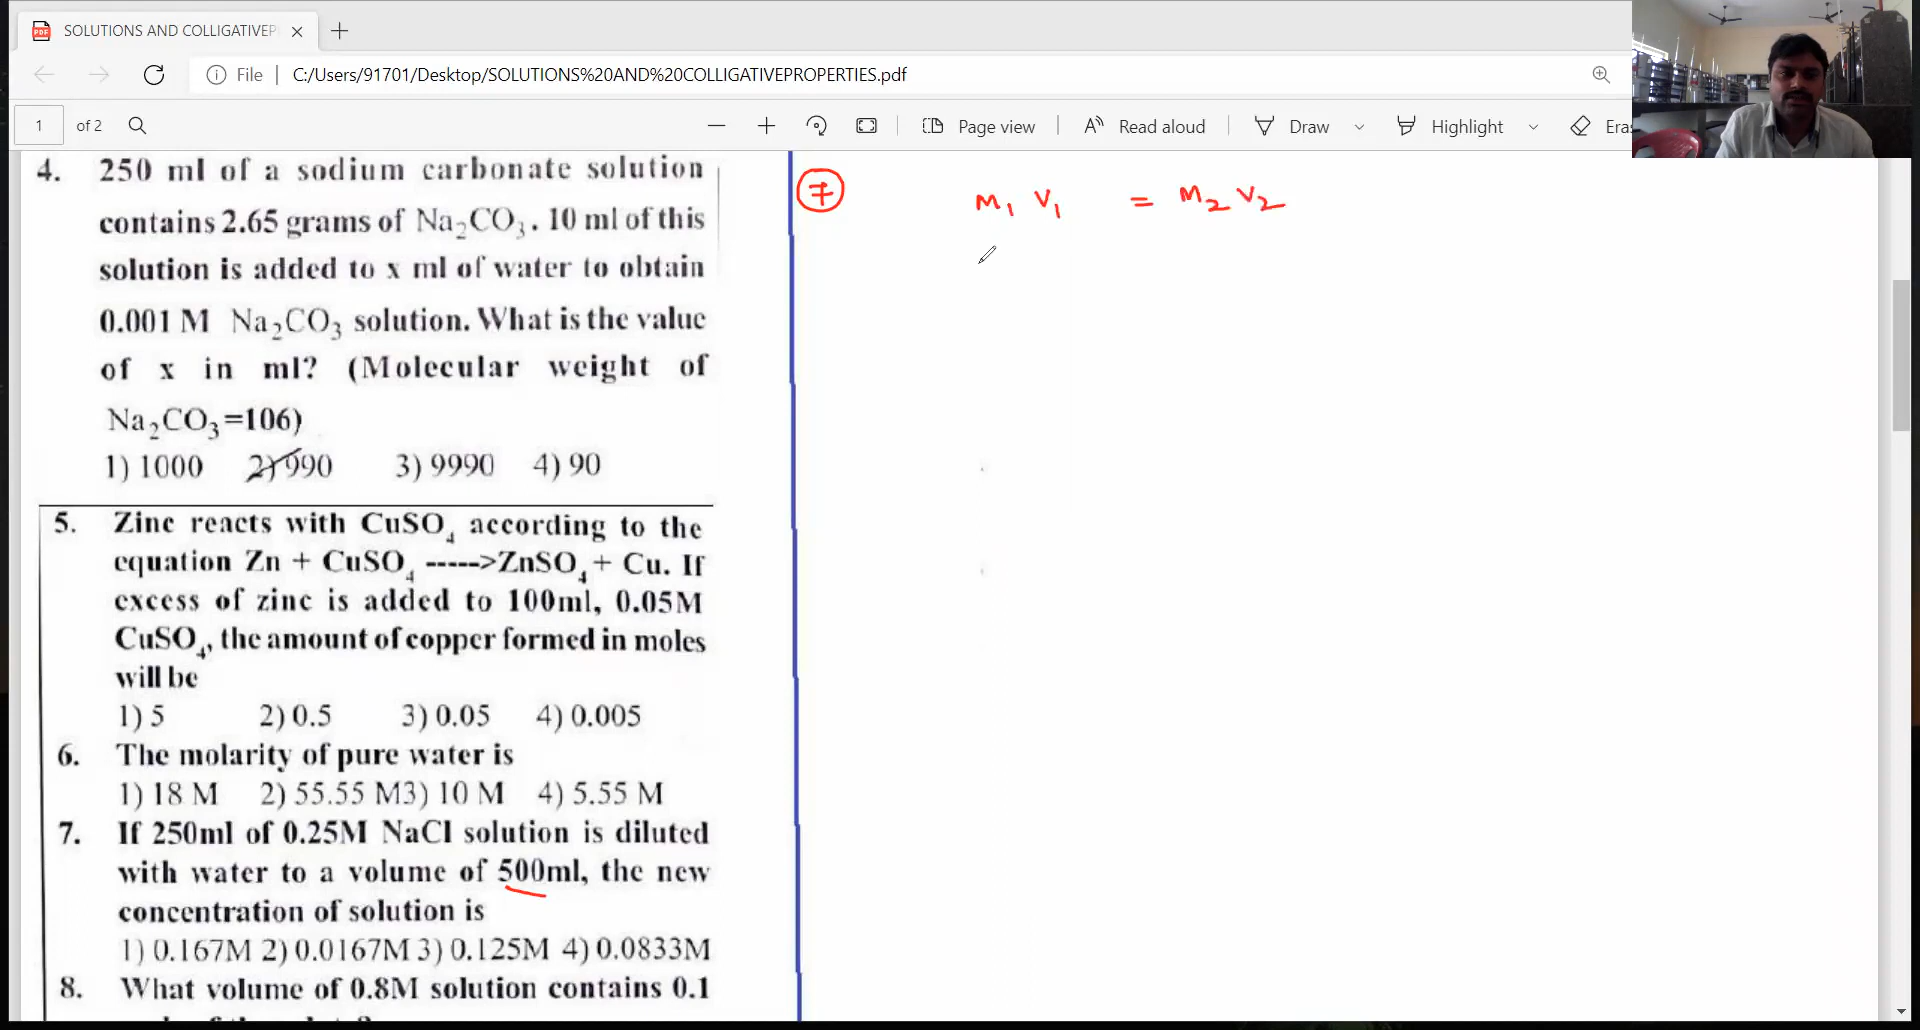 SOLUTIONS AND COLLIGATIVEP
File | C:/Users/91701/Desktop/SOLUTIONS%20AND%20COLLIGATIVEPROPERTIES.pdf
1 of 2
Page view
Read aloud
Draw
Highlight
Era
4. 250 ml of a sodium carbonate solution
contains 2.65 grams of Na₂CO₃. 10 ml of this
solution is added to x ml of water to obtain
0.001 M Na₂CO₃ solution. What is the value
of x in ml? (Molecular weight of
Na₂CO₃=106)
1) 1000 2) 990 3) 9990 4) 90
5. Zinc reacts with CuSO₄ according to the
equation Zn + CuSO₄ ----->ZnSO₄+ Cu. If
excess of zinc is added to 100ml, 0.05M
CuSO₄, the amount of copper formed in moles
will be
1) 5 2) 0.5 3) 0.05 4) 0.005
6. The molarity of pure water is
1) 18 M 2) 55.55 M3) 10 M 4) 5.55 M
7. If 250ml of 0.25M NaCl solution is diluted
with water to a volume of 500ml, the new
concentration of solution is
1) 0.167M 2) 0.0167M 3) 0.125M 4) 0.0833M
8. What volume of 0.8M solution contains 0.1
7 M₁ V₁ = M₂ V₂